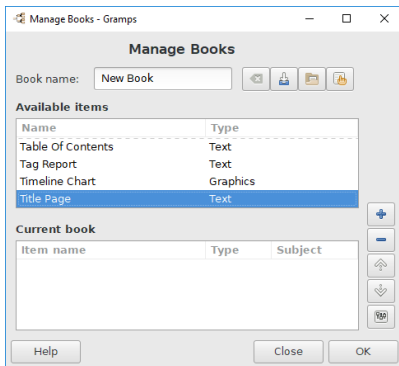 Manage Books - Gramps
Manage Books
Book name: New Book
Available items
Name Type
Table Of Contents Text
Tag Report Text
Timeline Chart Graphics
Title Page Text
Current book
Item name Type Subject
Help Close OK